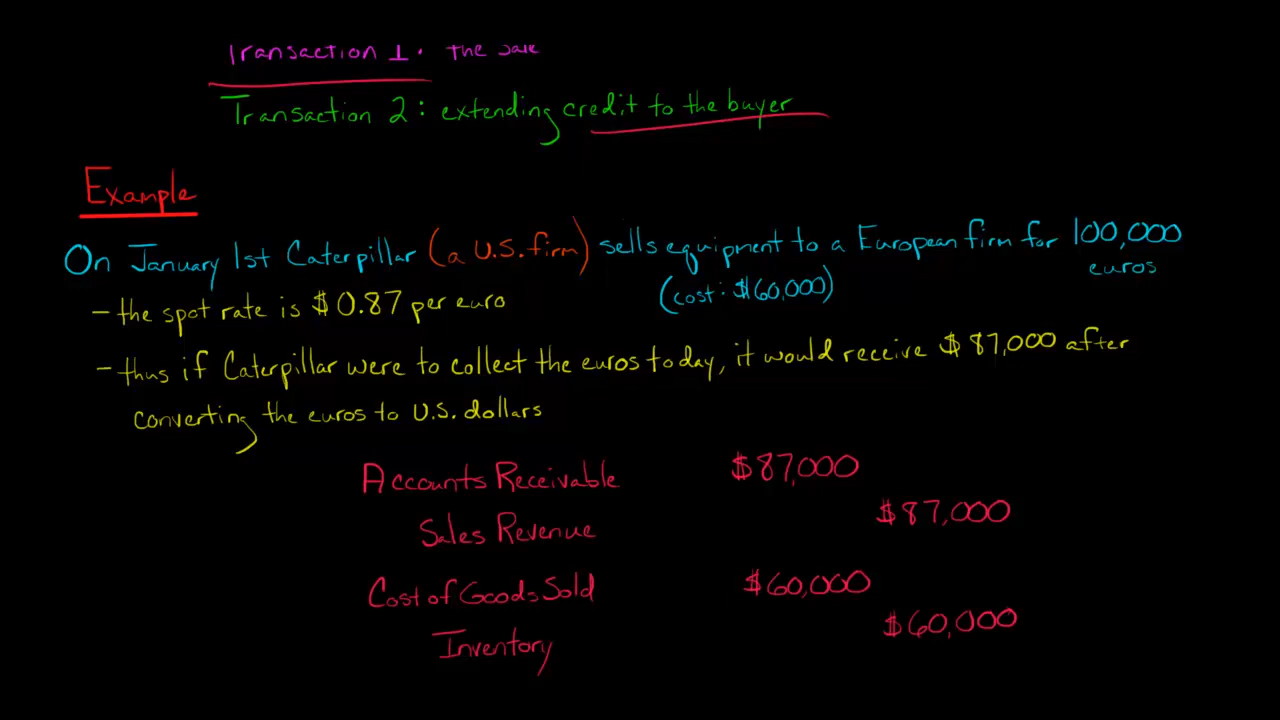 Transaction 1: the sale
Transaction 2: extending credit to the buyer
Example
On January 1st Caterpillar (a U.S. firm) sells equipment to a European firm for 100,000 euros
(cost: $60,000)
- the spot rate is $0.87 per euro
- thus if Caterpillar were to collect the euros today, it would receive $87,000 after
converting the euros to U.S. dollars
Accounts Receivable $87,000
Sales Revenue $87,000
Cost of Goods Sold $60,000
Inventory $60,000